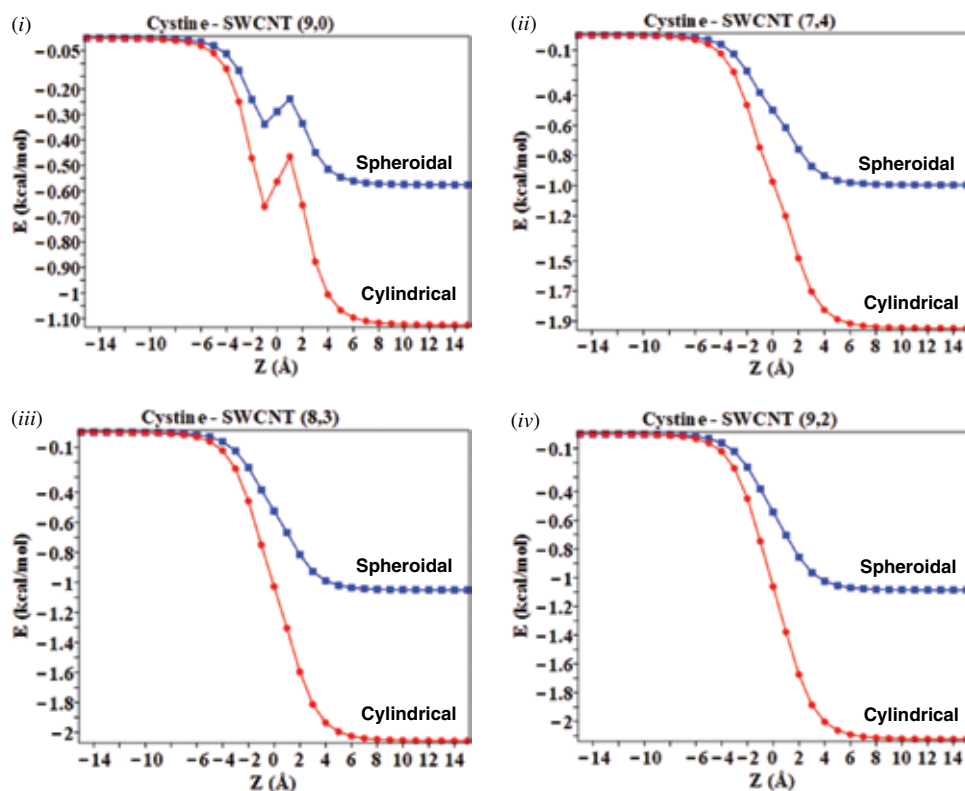 (i) Cystine - SWCNT (9,0)
−0.05
−0.20
−0.30
−0.40
−0.50
−0.60
−0.70
−0.80
−0.90
−1
−1.10
E (kcal/mol)
Spheroidal
Cylindrical
−14 −10 −6 −4 −2 0 2 4 6 8 10 12 14
Z (Å)
(ii) Cystine - SWCNT (7,4)
−0.1
−0.4
−0.6
−0.8
−1.0
−1.2
−1.5
−1.7
−1.9
E (kcal/mol)
Spheroidal
Cylindrical
−14 −10 −6 −4 −2 0 2 4 6 8 10 12 14
Z (Å)
(iii) Cystine - SWCNT (8,3)
−0.1
−0.4
−0.6
−0.8
−1
−1.2
−1.4
−1.6
−1.8
−2
E (kcal/mol)
Spheroidal
Cylindrical
−14 −10 −6 −4 −2 0 2 4 6 8 10 12 14
Z (Å)
(iv) Cystine - SWCNT (9,2)
−0.1
−0.4
−0.6
−0.8
−1
−1.2
−1.4
−1.6
−1.8
−2
E (kcal/mol)
Spheroidal
Cylindrical
−14 −10 −6 −4 −2 0 2 4 6 8 10 12 14
Z (Å)